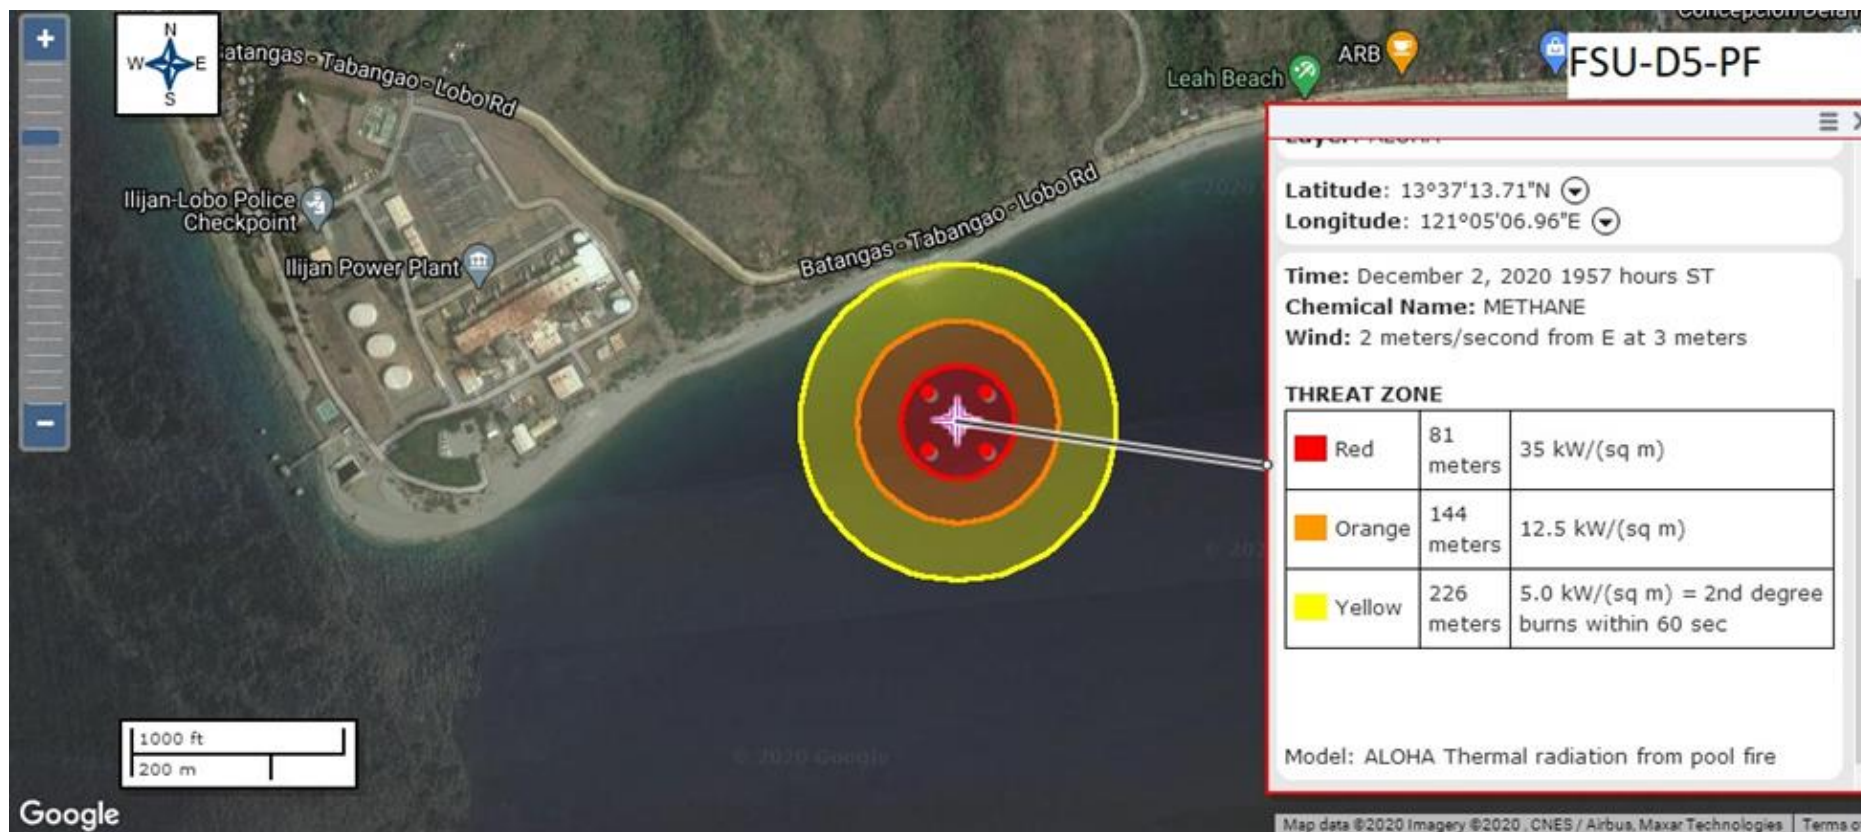 N
W E
S
+
−
atangas - Tabangao - Lobo Rd
Leah Beach
ARB
FSU-D5-PF
Ilijan-Lobo Police
Checkpoint
Ilijan Power Plant
Batangas - Tabangao - Lobo Rd
Latitude: 13°37'13.71"N
Longitude: 121°05'06.96"E
Time: December 2, 2020 1957 hours ST
Chemical Name: METHANE
Wind: 2 meters/second from E at 3 meters
THREAT ZONE
Red 81 meters 35 kW/(sq m)
Orange 144 meters 12.5 kW/(sq m)
Yellow 226 meters 5.0 kW/(sq m) = 2nd degree burns within 60 sec
Model: ALOHA Thermal radiation from pool fire
1000 ft
200 m
© 2020 Google
Google
Map data ©2020 Imagery ©2020 , CNES / Airbus, Maxar Technologies
Terms o